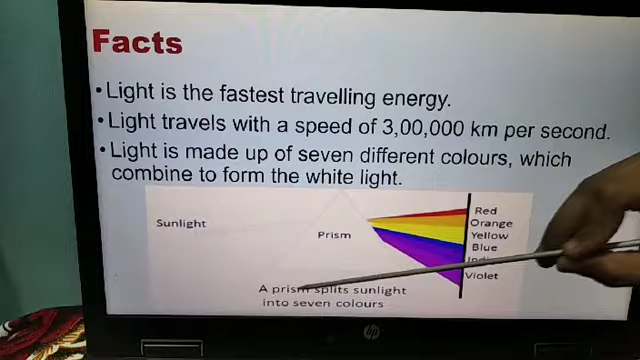 Facts
• Light is the fastest travelling energy.
• Light travels with a speed of 3,00,000 km per second.
• Light is made up of seven different colours, which
combine to form the white light.
Sunlight
Prism
Red
Orange
Yellow
Blue
Violet
A prism splits sunlight
into seven colours
hp